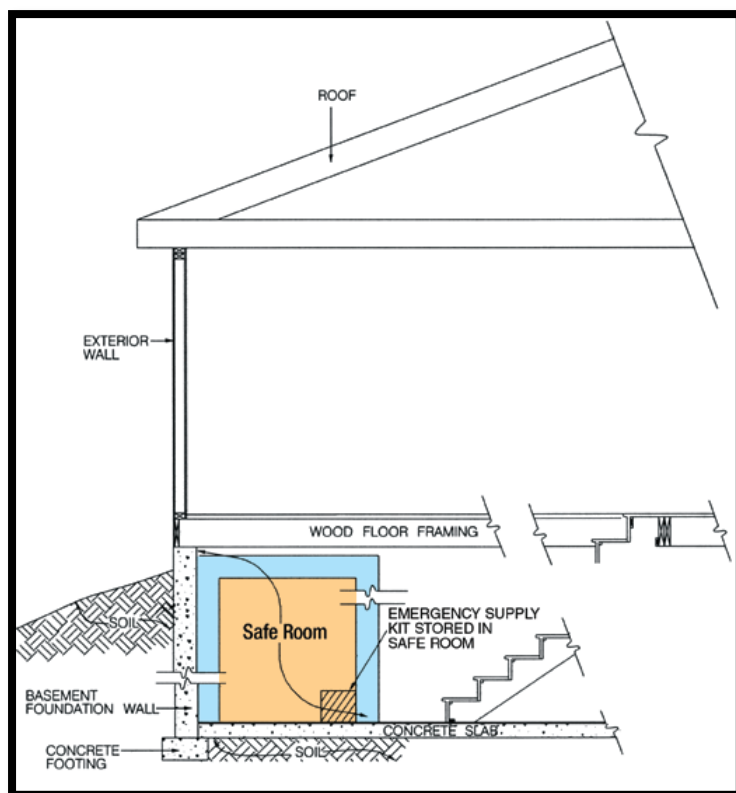 ROOF
EXTERIOR
WALL
WOOD FLOOR FRAMING
EMERGENCY SUPPLY
KIT STORED IN
SAFE ROOM
Safe Room
SOIL
BASEMENT
FOUNDATION WALL
CONCRETE SLAB
CONCRETE
FOOTING
SOIL